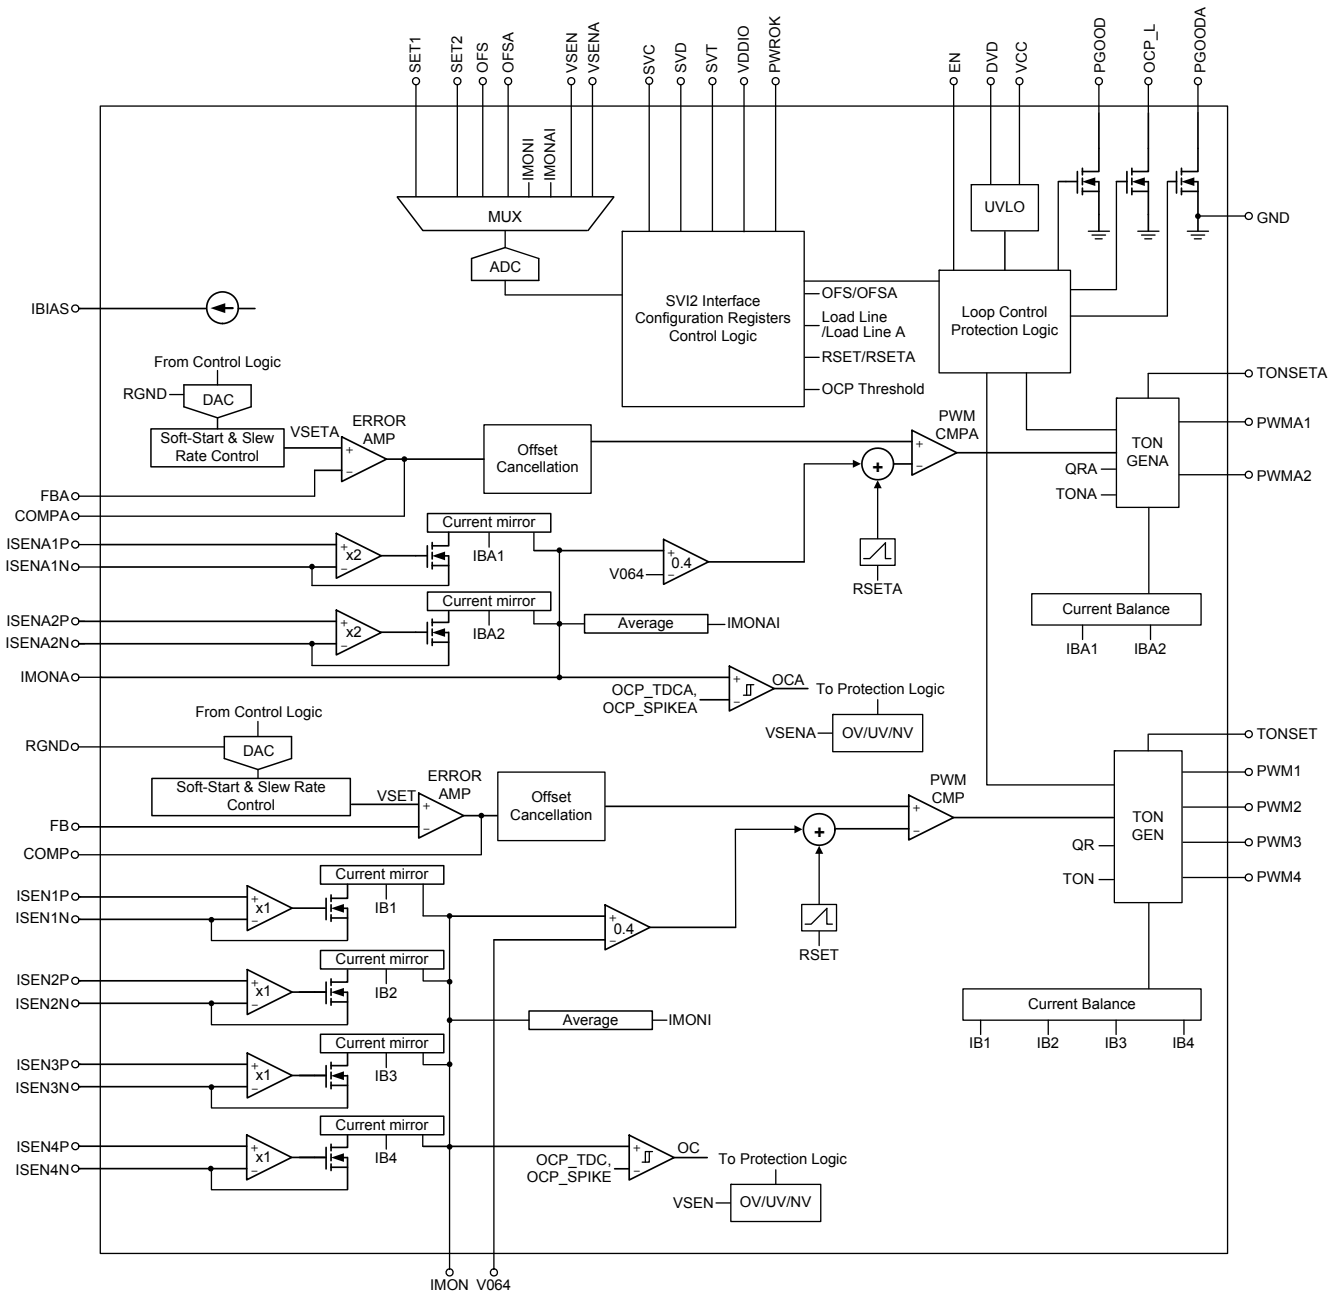 SET1
SET2
OFS
OFSA
VSEN
VSENA
SVC
SVD
SVT
VDDIO
PWROK
EN
DVD
VCC
PGOOD
OCP_L
PGOODA
IMONI
IMONAI
MUX
UVLO
GND
ADC
IBIAS
SVI2 Interface
Configuration Registers
Control Logic
OFS/OFSA
Load Line
/Load Line A
RSET/RSETA
OCP Threshold
Loop Control
Protection Logic
From Control Logic
RGND
DAC
Soft-Start & Slew
Rate Control
VSETA
ERROR
AMP
+
−
Offset
Cancellation
PWM
CMPA
+
−
+
TONSETA
PWMA1
PWMA2
TON
GENA
QRA
TONA
FBA
COMPA
ISENA1P
ISENA1N
+
−
x2
Current mirror
IBA1
+
−
0.4
V064
RSETA
ISENA2P
ISENA2N
+
−
x2
Current mirror
IBA2
Average
IMONAI
Current Balance
IBA1
IBA2
IMONA
+
−
OCP_TDCA,
OCP_SPIKEA
OCA
To Protection Logic
VSENA
OV/UV/NV
From Control Logic
RGND
DAC
Soft-Start & Slew Rate
Control
VSET
ERROR
AMP
+
−
Offset
Cancellation
PWM
CMP
+
−
+
TONSET
PWM1
PWM2
PWM3
PWM4
TON
GEN
QR
TON
FB
COMP
ISEN1P
ISEN1N
+
−
x1
Current mirror
IB1
+
−
0.4
RSET
ISEN2P
ISEN2N
+
−
x1
Current mirror
IB2
Average
IMONI
Current Balance
IB1
IB2
IB3
IB4
ISEN3P
ISEN3N
+
−
x1
Current mirror
IB3
ISEN4P
ISEN4N
+
−
x1
Current mirror
IB4
+
−
OCP_TDC,
OCP_SPIKE
OC
To Protection Logic
VSEN
OV/UV/NV
IMON
V064